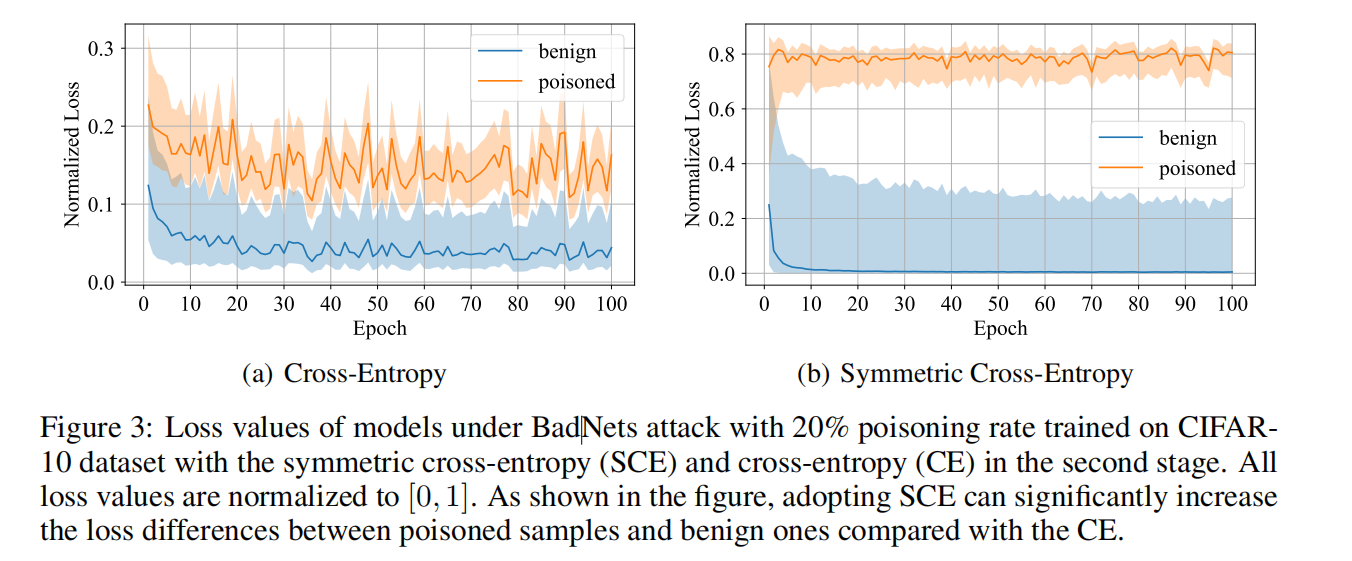 0.3
0.2
0.1
0.0
Normalized Loss
benign
poisoned
0 10 20 30 40 50 60 70 80 90 100
Epoch
(a) Cross-Entropy
0.8
0.6
0.4
0.2
0.0
Normalized Loss
benign
poisoned
0 10 20 30 40 50 60 70 80 90 100
Epoch
(b) Symmetric Cross-Entropy
Figure 3: Loss values of models under BadNets attack with 20% poisoning rate trained on CIFAR-
10 dataset with the symmetric cross-entropy (SCE) and cross-entropy (CE) in the second stage. All
loss values are normalized to [0, 1]. As shown in the figure, adopting SCE can significantly increase
the loss differences between poisoned samples and benign ones compared with the CE.